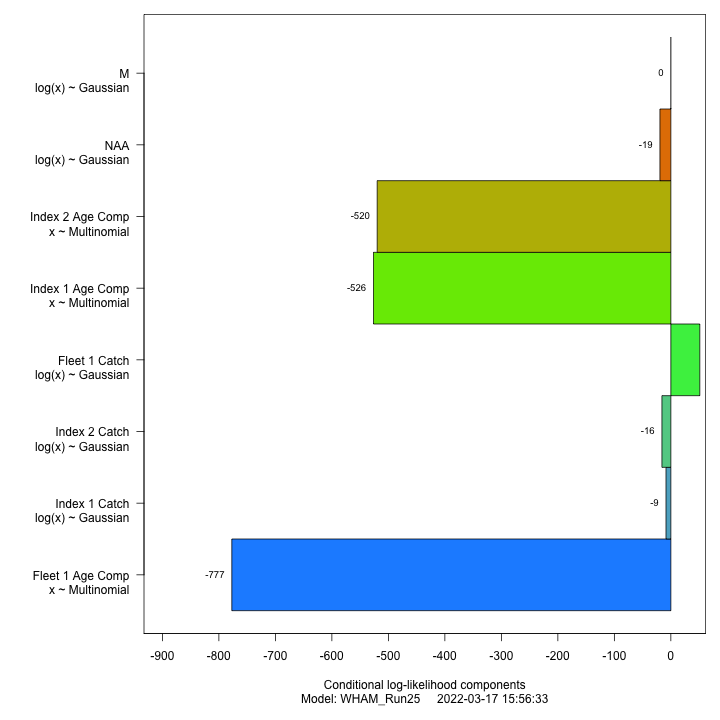 M
log(x) ~ Gaussian
0
NAA
log(x) ~ Gaussian
-19
Index 2 Age Comp
x ~ Multinomial
-520
Index 1 Age Comp
x ~ Multinomial
-526
Fleet 1 Catch
log(x) ~ Gaussian
Index 2 Catch
log(x) ~ Gaussian
-16
Index 1 Catch
log(x) ~ Gaussian
-9
Fleet 1 Age Comp
x ~ Multinomial
-777
-900 -800 -700 -600 -500 -400 -300 -200 -100 0
Conditional log-likelihood components
Model: WHAM_Run25 2022-03-17 15:56:33